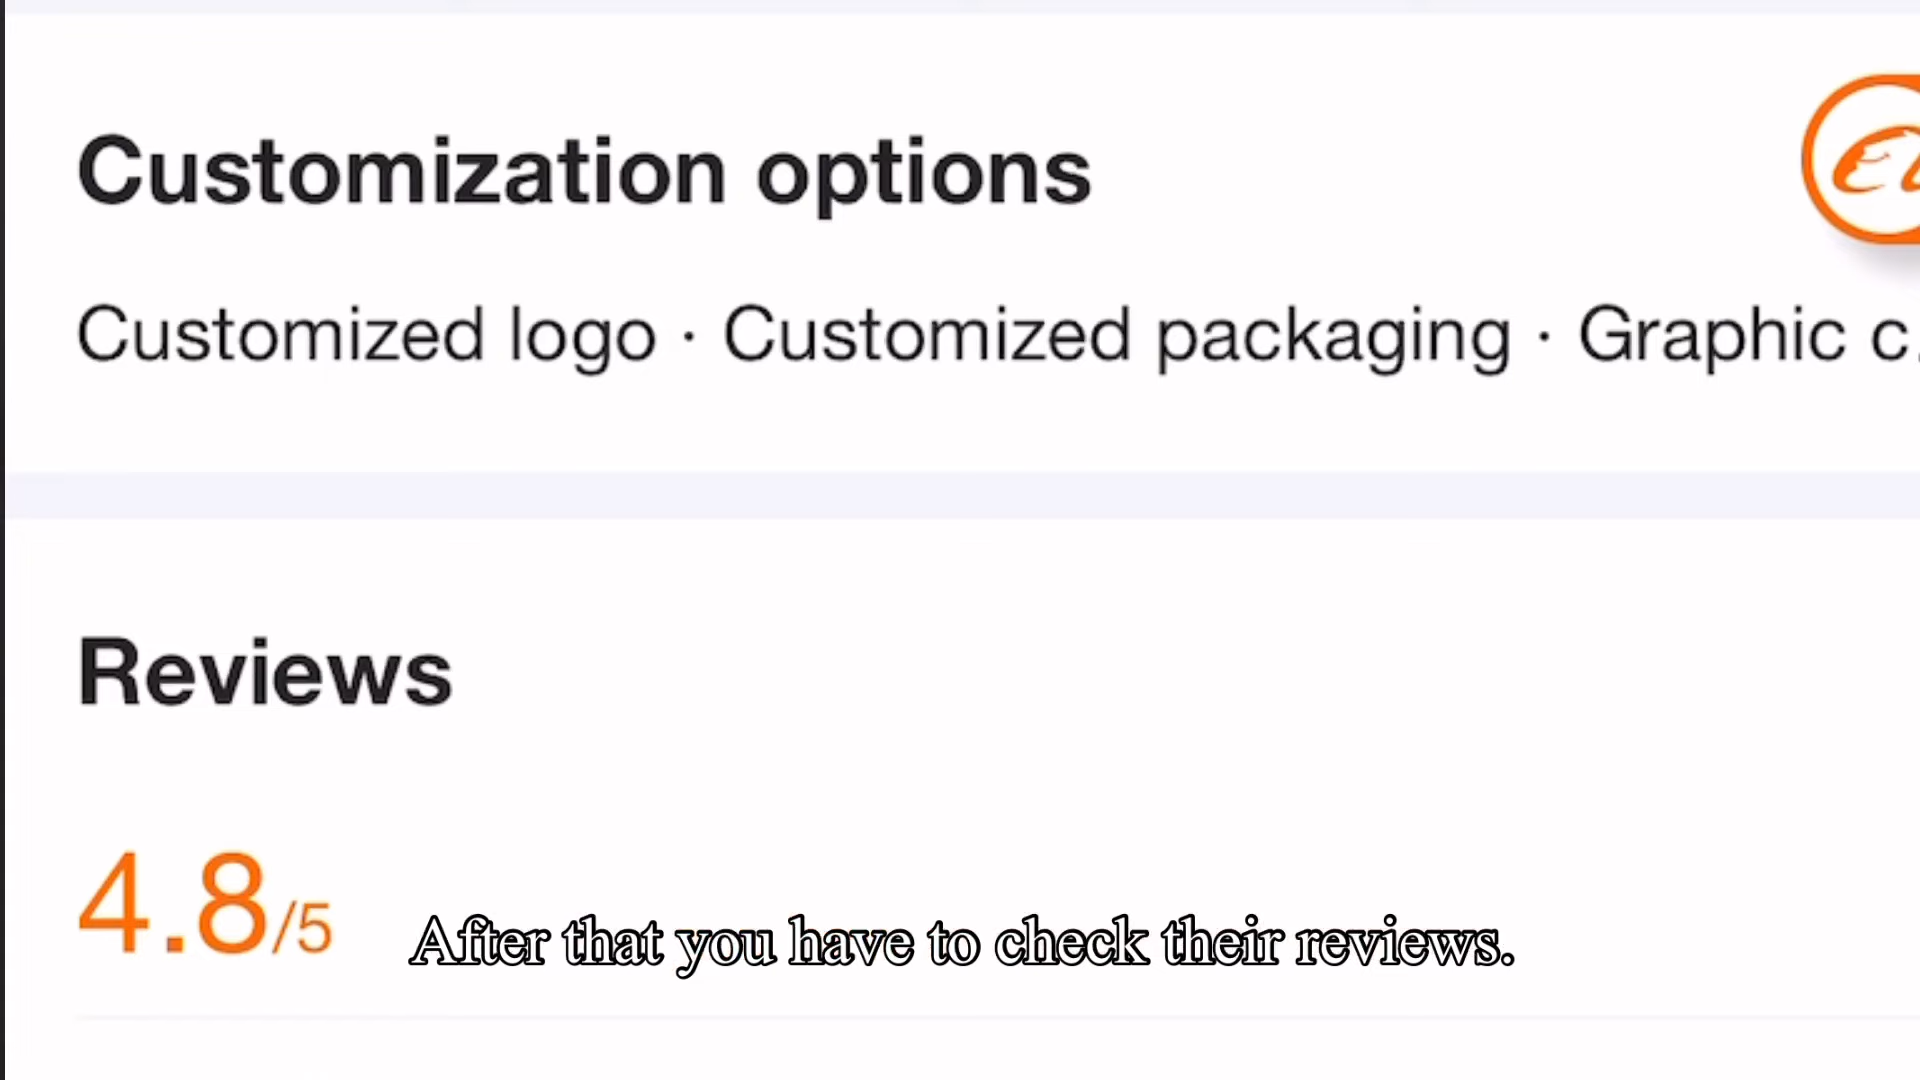 Customization options
Customized logo · Customized packaging · Graphic c
Reviews
4.8/5
After that you have to check their reviews.